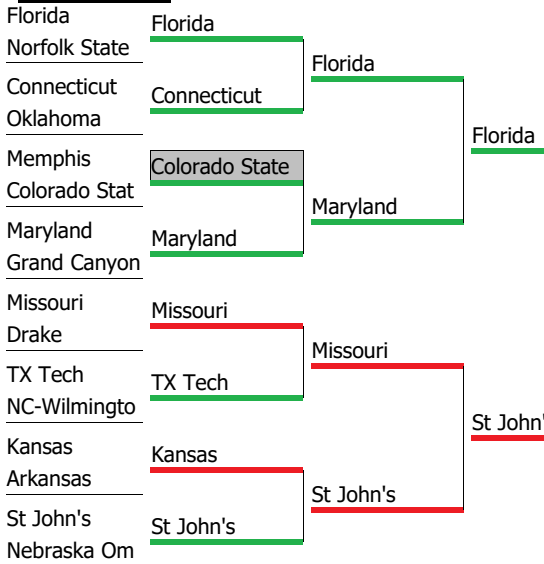 Florida
Norfolk State
Connecticut
Oklahoma
Memphis
Colorado Stat
Maryland
Grand Canyon
Missouri
Drake
TX Tech
NC-Wilmingto
Kansas
Arkansas
St John's
Nebraska Om
Florida
Connecticut
Colorado State
Maryland
Missouri
TX Tech
Kansas
St John's
Florida
Maryland
Missouri
St John's
Florida
St John'